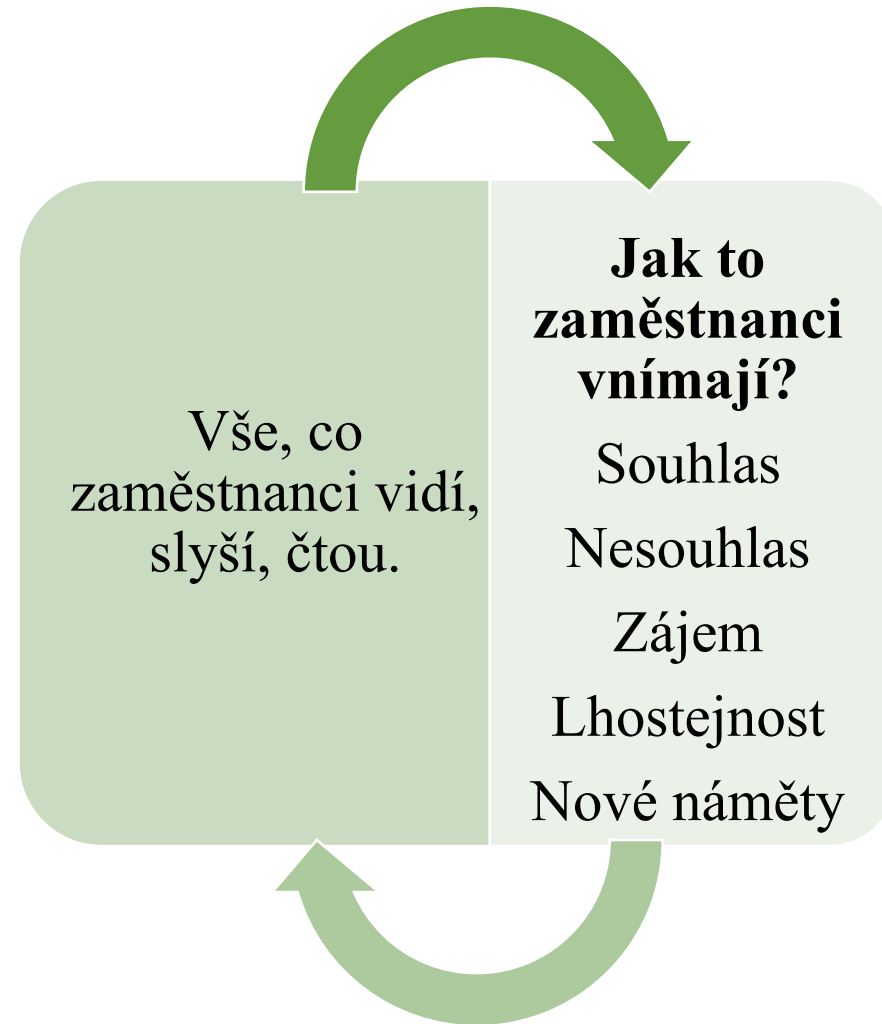 Vše, co
zaměstnanci vidí,
slyší, čtou.
Jak to
zaměstnanci
vnímají?
Souhlas
Nesouhlas
Zájem
Lhostejnost
Nové náměty